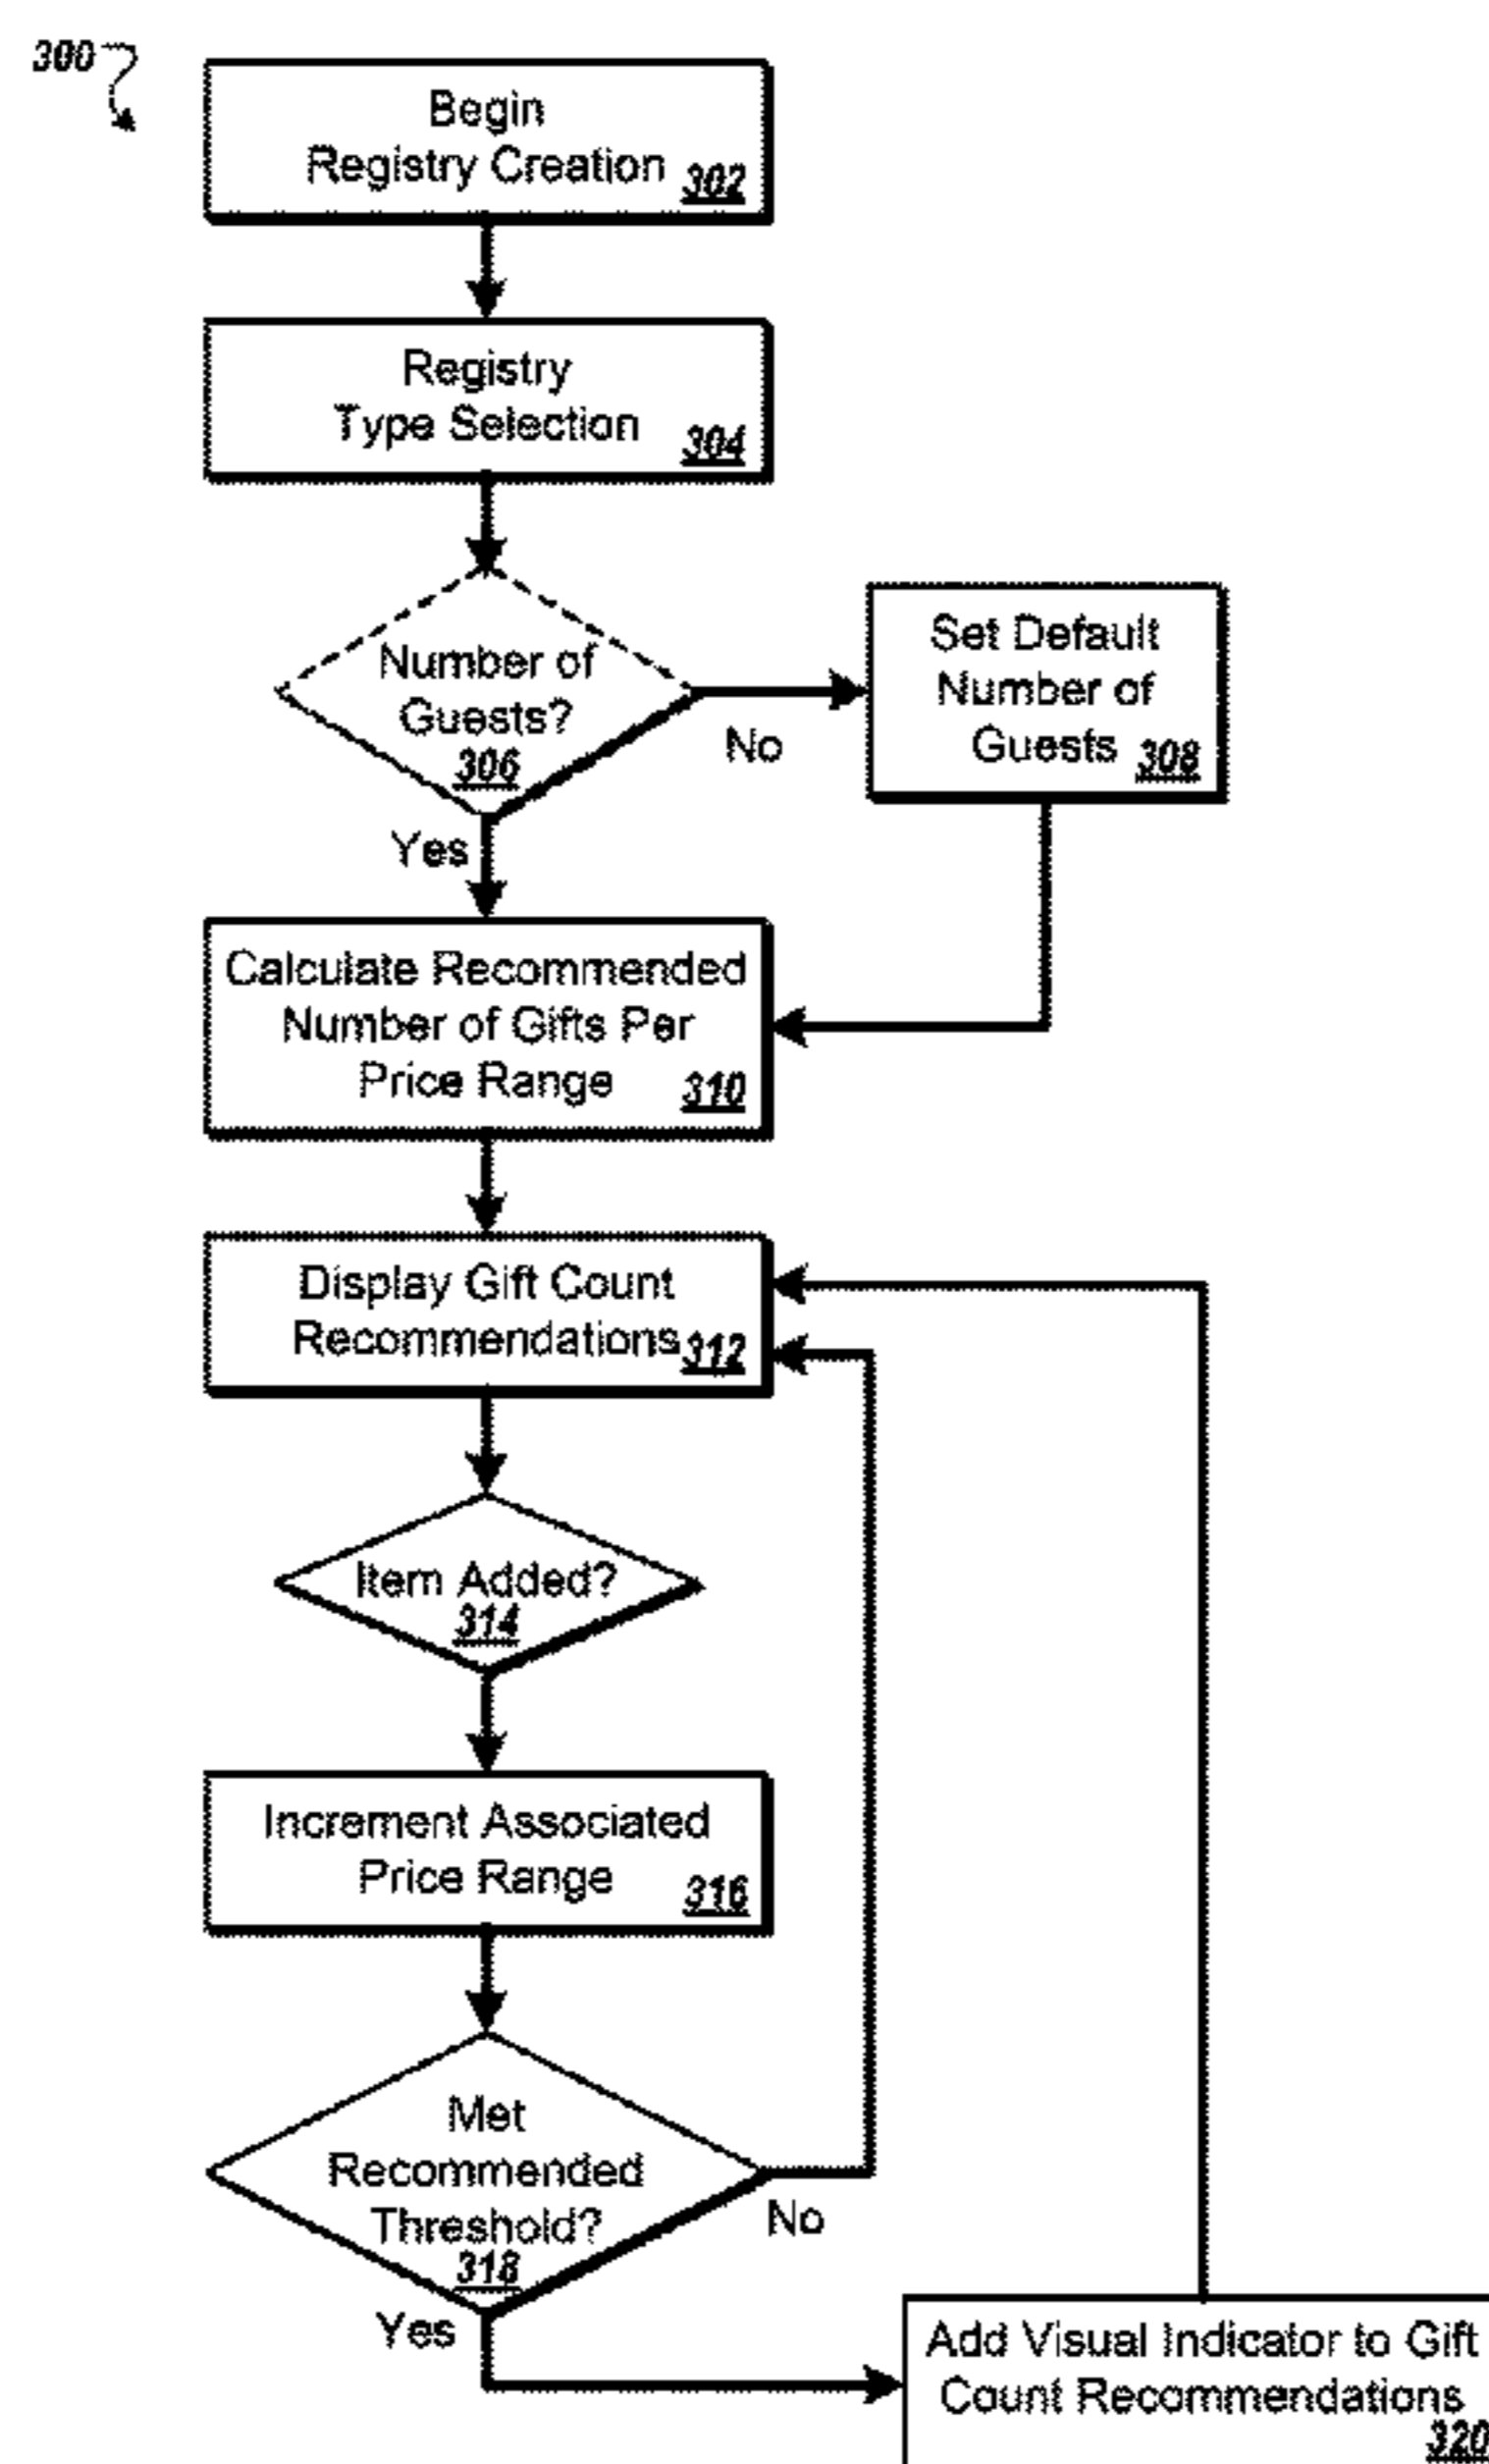 300
Begin
Registry Creation 302
Registry
Type Selection 304
Number of
Guests?
306
No
Set Default
Number of
Guests 308
Yes
Calculate Recommended
Number of Gifts Per
Price Range 310
Display Gift Count
Recommendations 312
Item Added?
314
Increment Associated
Price Range 316
Met
Recommended
Threshold?
318
No
Yes
Add Visual Indicator to Gift
Count Recommendations
320